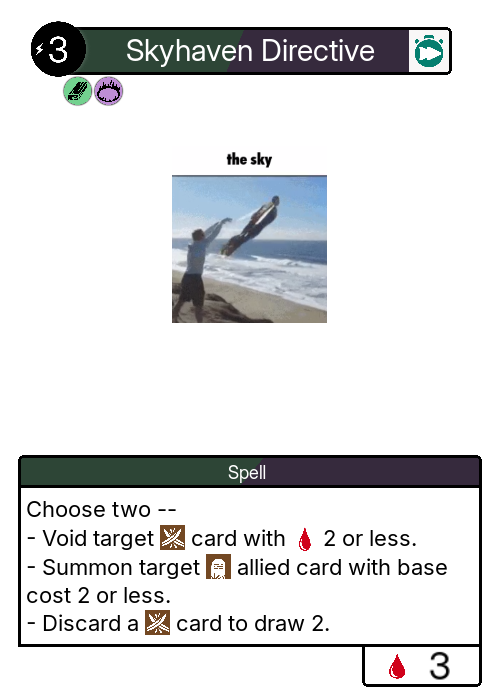 3 Skyhaven Directive
the sky
Spell
Choose two --
- Void target card with 2 or less.
- Summon target allied card with base
cost 2 or less.
- Discard a card to draw 2.
3